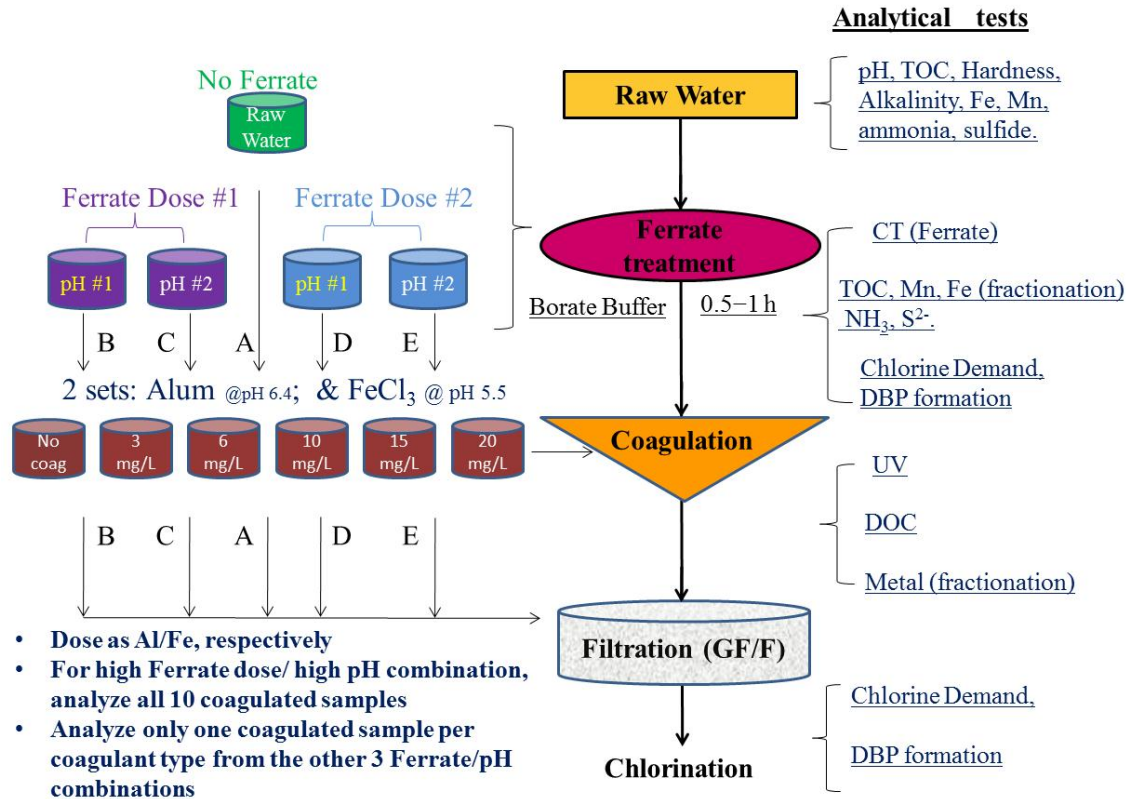 Analytical tests
No Ferrate
Raw
Water
Ferrate Dose #1
Ferrate Dose #2
pH #1
pH #2
pH #1
pH #2
B
C
A
D
E
2 sets: Alum @pH 6.4; & FeCl₃ @ pH 5.5
No
coag
3
mg/L
6
mg/L
10
mg/L
15
mg/L
20
mg/L
B
C
A
D
E
• Dose as Al/Fe, respectively
• For high Ferrate dose/ high pH combination,
analyze all 10 coagulated samples
• Analyze only one coagulated sample per
coagulant type from the other 3 Ferrate/pH
combinations
Raw Water
Ferrate
treatment
Borate Buffer
0.5–1 h
Coagulation
Filtration (GF/F)
Chlorination
pH, TOC, Hardness,
Alkalinity, Fe, Mn,
ammonia, sulfide.
CT (Ferrate)
TOC, Mn, Fe (fractionation)
NH₃, S²⁻.
Chlorine Demand,
DBP formation
UV
DOC
Metal (fractionation)
Chlorine Demand,
DBP formation